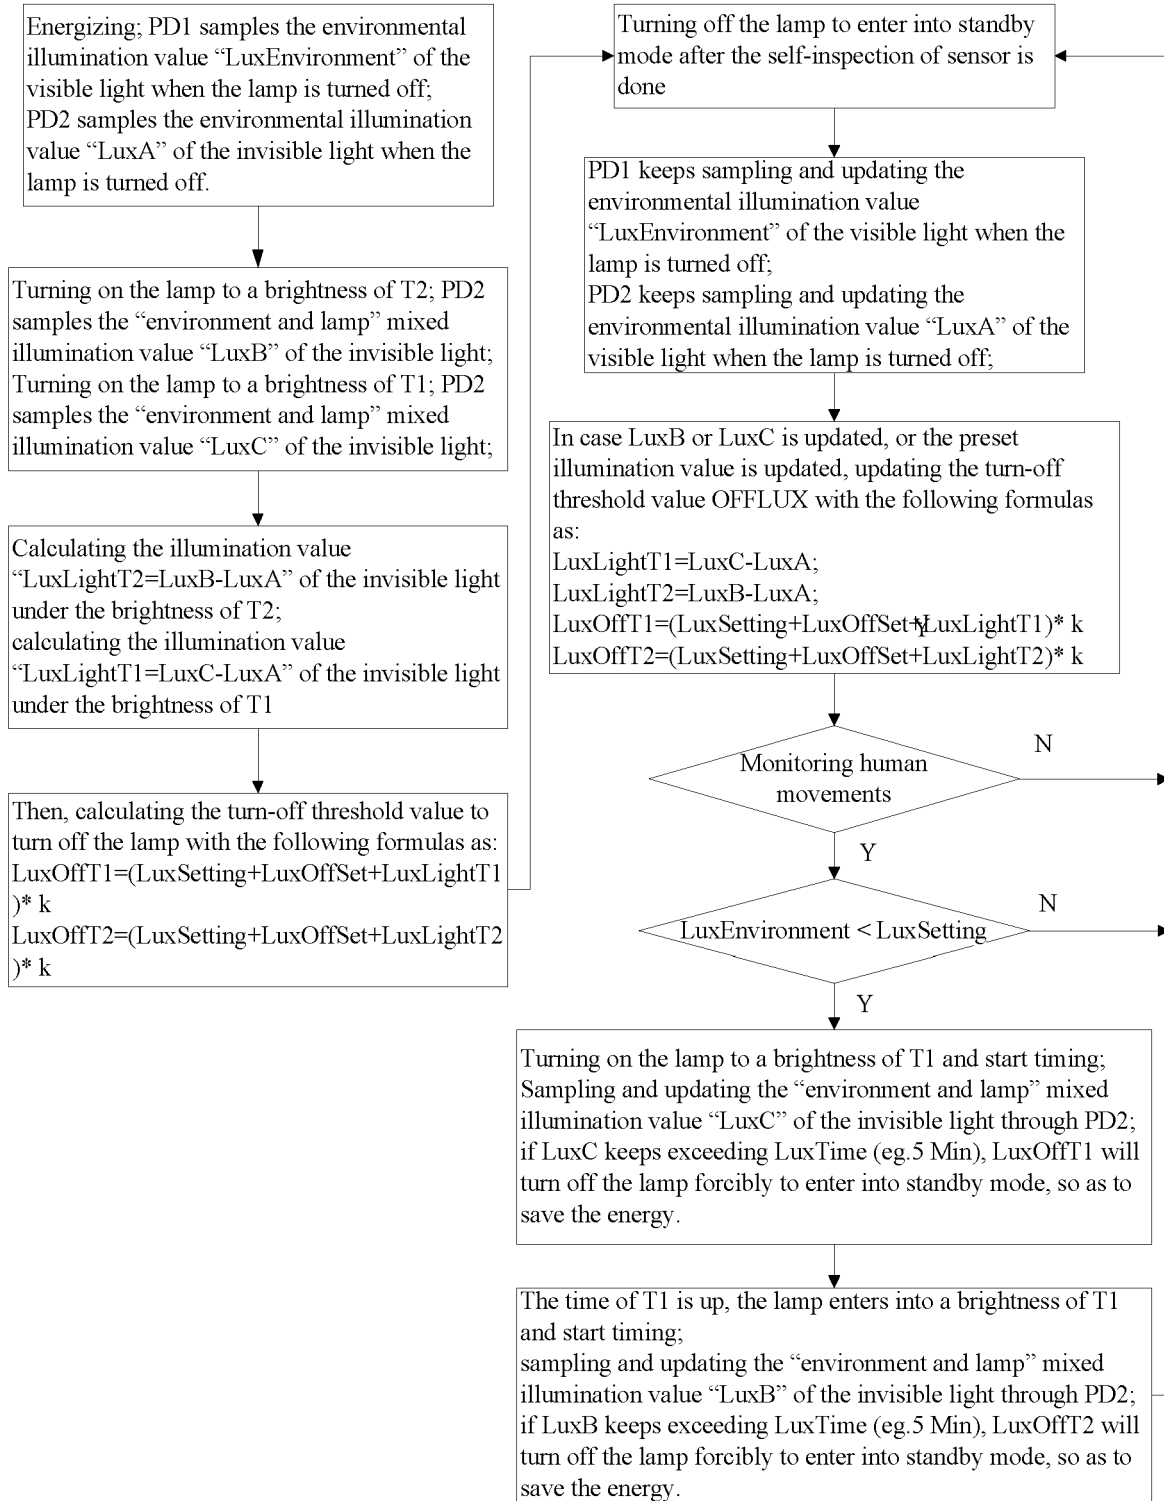 Energizing; PD1 samples the environmental
illumination value “LuxEnvironment” of the
visible light when the lamp is turned off;
PD2 samples the environmental illumination
value “LuxA” of the invisible light when the
lamp is turned off.
Turning on the lamp to a brightness of T2; PD2
samples the “environment and lamp” mixed
illumination value “LuxB” of the invisible light;
Turning on the lamp to a brightness of T1; PD2
samples the “environment and lamp” mixed
illumination value “LuxC” of the invisible light;
Calculating the illumination value
“LuxLightT2=LuxB-LuxA” of the invisible light
under the brightness of T2;
calculating the illumination value
“LuxLightT1=LuxC-LuxA” of the invisible light
under the brightness of T1
Then, calculating the turn-off threshold value to
turn off the lamp with the following formulas as:
LuxOffT1=(LuxSetting+LuxOffSet+LuxLightT1
)* k
LuxOffT2=(LuxSetting+LuxOffSet+LuxLightT2
)* k
Turning off the lamp to enter into standby
mode after the self-inspection of sensor is
done
PD1 keeps sampling and updating the
environmental illumination value
“LuxEnvironment” of the visible light when the
lamp is turned off;
PD2 keeps sampling and updating the
environmental illumination value “LuxA” of the
visible light when the lamp is turned off;
In case LuxB or LuxC is updated, or the preset
illumination value is updated, updating the turn-off
threshold value OFFLUX with the following formulas
as:
LuxLightT1=LuxC-LuxA;
LuxLightT2=LuxB-LuxA;
LuxOffT1=(LuxSetting+LuxOffSet+LuxLightT1)* k
Y
LuxOffT2=(LuxSetting+LuxOffSet+LuxLightT2)* k
Monitoring human
movements
N
Y
LuxEnvironment < LuxSetting
N
Y
Turning on the lamp to a brightness of T1 and start timing;
Sampling and updating the “environment and lamp” mixed
illumination value “LuxC” of the invisible light through PD2;
if LuxC keeps exceeding LuxTime (eg.5 Min), LuxOffT1 will
turn off the lamp forcibly to enter into standby mode, so as to
save the energy.
The time of T1 is up, the lamp enters into a brightness of T1
and start timing;
sampling and updating the “environment and lamp” mixed
illumination value “LuxB” of the invisible light through PD2;
if LuxB keeps exceeding LuxTime (eg.5 Min), LuxOffT2 will
turn off the lamp forcibly to enter into standby mode, so as to
save the energy.